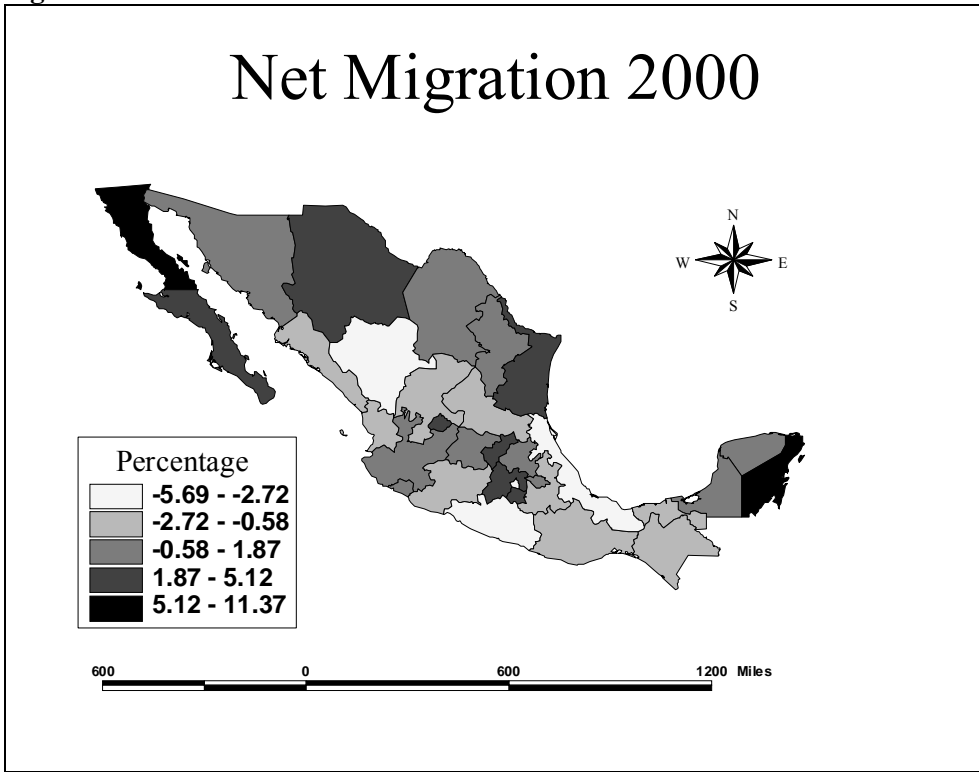 Net Migration 2000
N
W E
S
Percentage
-5.69 - -2.72
-2.72 - -0.58
-0.58 - 1.87
1.87 - 5.12
5.12 - 11.37
600 0 600 1200 Miles